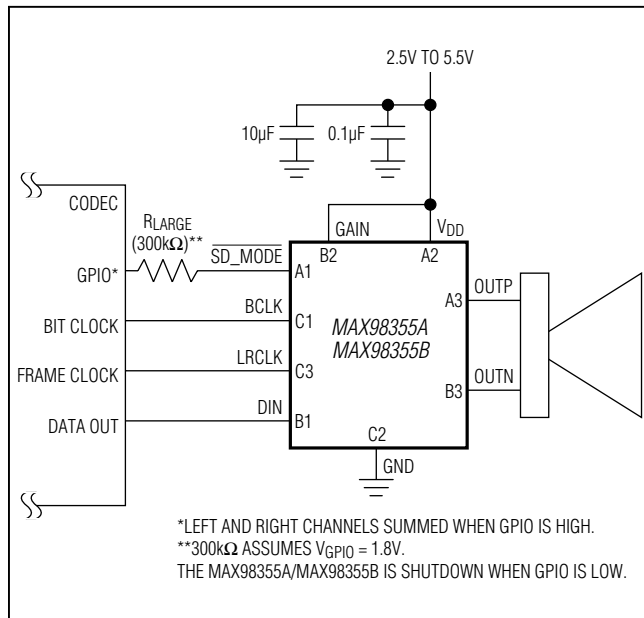 2.5V TO 5.5V
10µF
0.1µF
CODEC
RLARGE
(300kΩ)**
SD_MODE
GAIN
VDD
B2
A2
GPIO*
A1
OUTP
A3
BCLK
BIT CLOCK
C1
MAX98355A
MAX98355B
LRCLK
FRAME CLOCK
C3
OUTN
B3
DIN
DATA OUT
B1
C2
GND
*LEFT AND RIGHT CHANNELS SUMMED WHEN GPIO IS HIGH.
**300kΩ ASSUMES VGPIO = 1.8V.
THE MAX98355A/MAX98355B IS SHUTDOWN WHEN GPIO IS LOW.